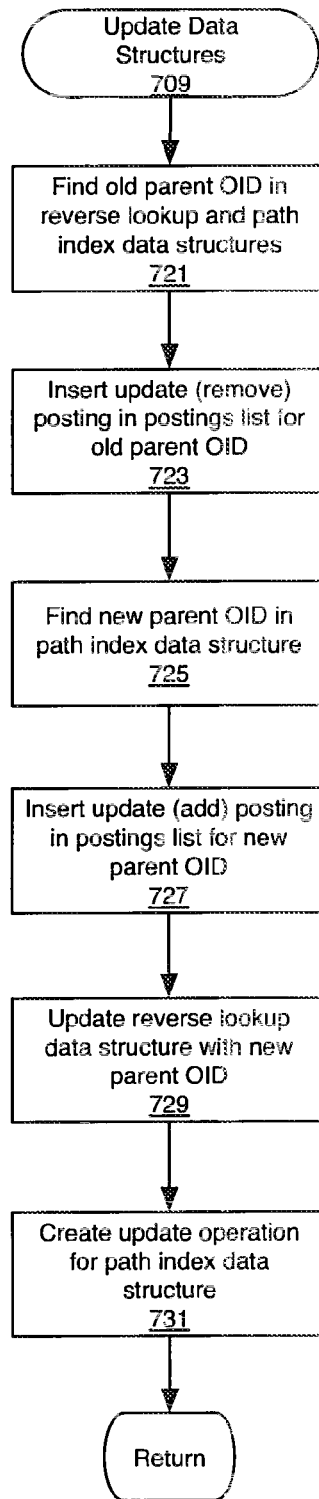 Update Data
Structures
709
Find old parent OID in
reverse lookup and path
index data structures
721
Insert update (remove)
posting in postings list for
old parent OID
723
Find new parent OID in
path index data structure
725
Insert update (add) posting
in postings list for new
parent OID
727
Update reverse lookup
data structure with new
parent OID
729
Create update operation
for path index data
structure
731
Return